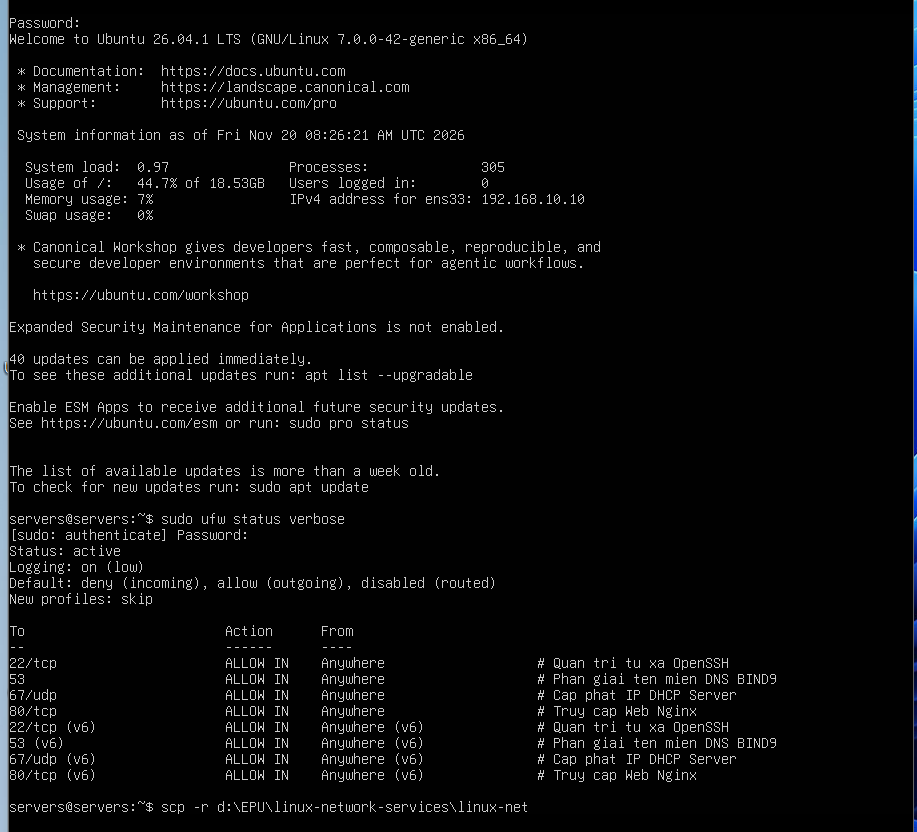 Password:
Welcome to Ubuntu 26.04.1 LTS (GNU/Linux 7.0.0-42-generic x86_64)
* Documentation:  https://docs.ubuntu.com
* Management:     https://landscape.canonical.com
* Support:        https://ubuntu.com/pro
System information as of Fri Nov 20 08:26:21 AM UTC 2026
System load:  0.97               Processes:              305
Usage of /:   44.7% of 18.53GB   Users logged in:        0
Memory usage: 7%                 IPv4 address for ens33: 192.168.10.10
Swap usage:   0%
* Canonical Workshop gives developers fast, composable, reproducible, and
secure developer environments that are perfect for agentic workflows.
https://ubuntu.com/workshop
Expanded Security Maintenance for Applications is not enabled.
40 updates can be applied immediately.
To see these additional updates run: apt list --upgradable
Enable ESM Apps to receive additional future security updates.
See https://ubuntu.com/esm or run: sudo pro status
The list of available updates is more than a week old.
To check for new updates run: sudo apt update
servers@servers:~$ sudo ufw status verbose
[sudo: authenticate] Password:
Status: active
Logging: on (low)
Default: deny (incoming), allow (outgoing), disabled (routed)
New profiles: skip
To                         Action      From
--                         ------      ----
22/tcp                     ALLOW IN    Anywhere                   # Quan tri tu xa OpenSSH
53                         ALLOW IN    Anywhere                   # Phan giai ten mien DNS BIND9
67/udp                     ALLOW IN    Anywhere                   # Cap phat IP DHCP Server
80/tcp                     ALLOW IN    Anywhere                   # Truy cap Web Nginx
22/tcp (v6)                ALLOW IN    Anywhere (v6)              # Quan tri tu xa OpenSSH
53 (v6)                    ALLOW IN    Anywhere (v6)              # Phan giai ten mien DNS BIND9
67/udp (v6)                ALLOW IN    Anywhere (v6)              # Cap phat IP DHCP Server
80/tcp (v6)                ALLOW IN    Anywhere (v6)              # Truy cap Web Nginx
servers@servers:~$ scp -r d:\EPU\linux-network-services\linux-net